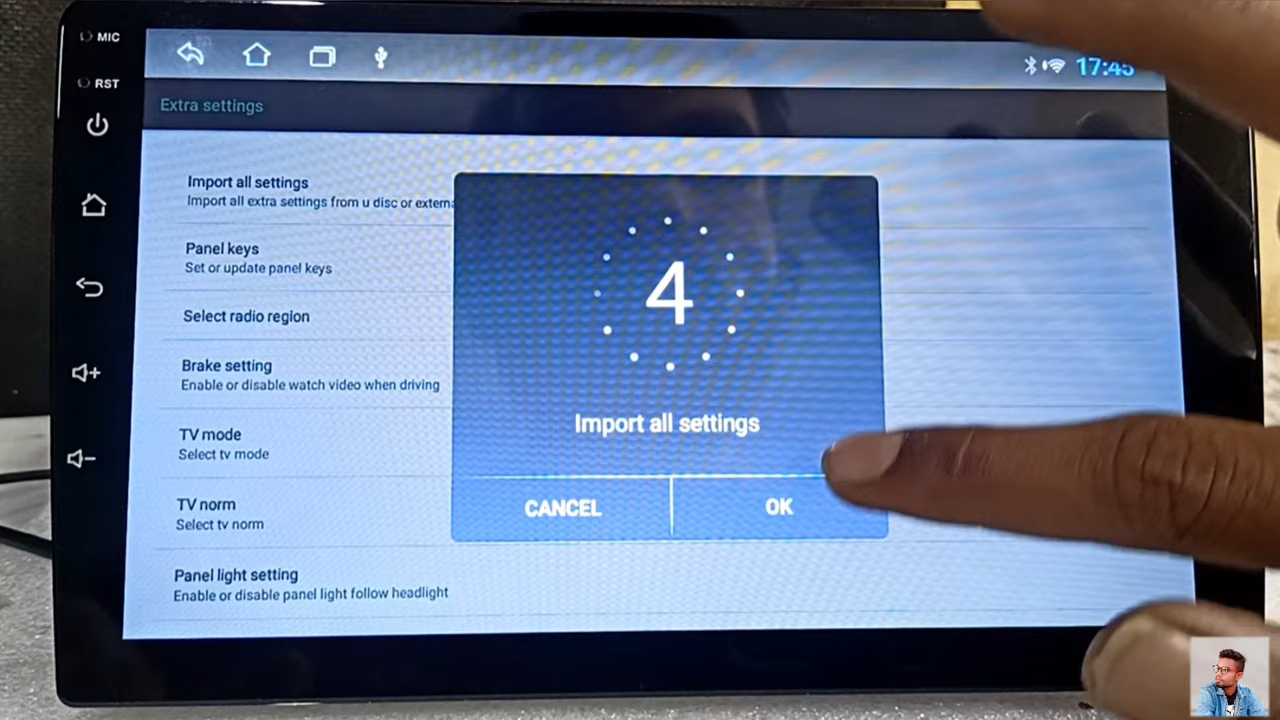 MIC
RST
17:45
Extra settings
Import all settings
Import all extra settings from u disc or externa
Panel keys
Set or update panel keys
Select radio region
Brake setting
Enable or disable watch video when driving
TV mode
Select tv mode
TV norm
Select tv norm
Panel light setting
Enable or disable panel light follow headlight
4
Import all settings
CANCEL
OK